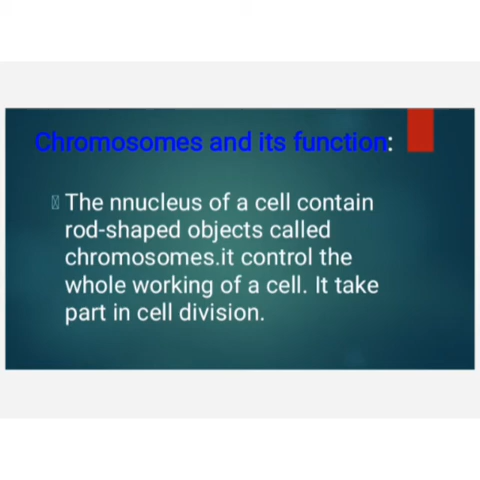 Chromosomes and its function:
The nnucleus of a cell contain
rod-shaped objects called
chromosomes.it control the
whole working of a cell. It take
part in cell division.